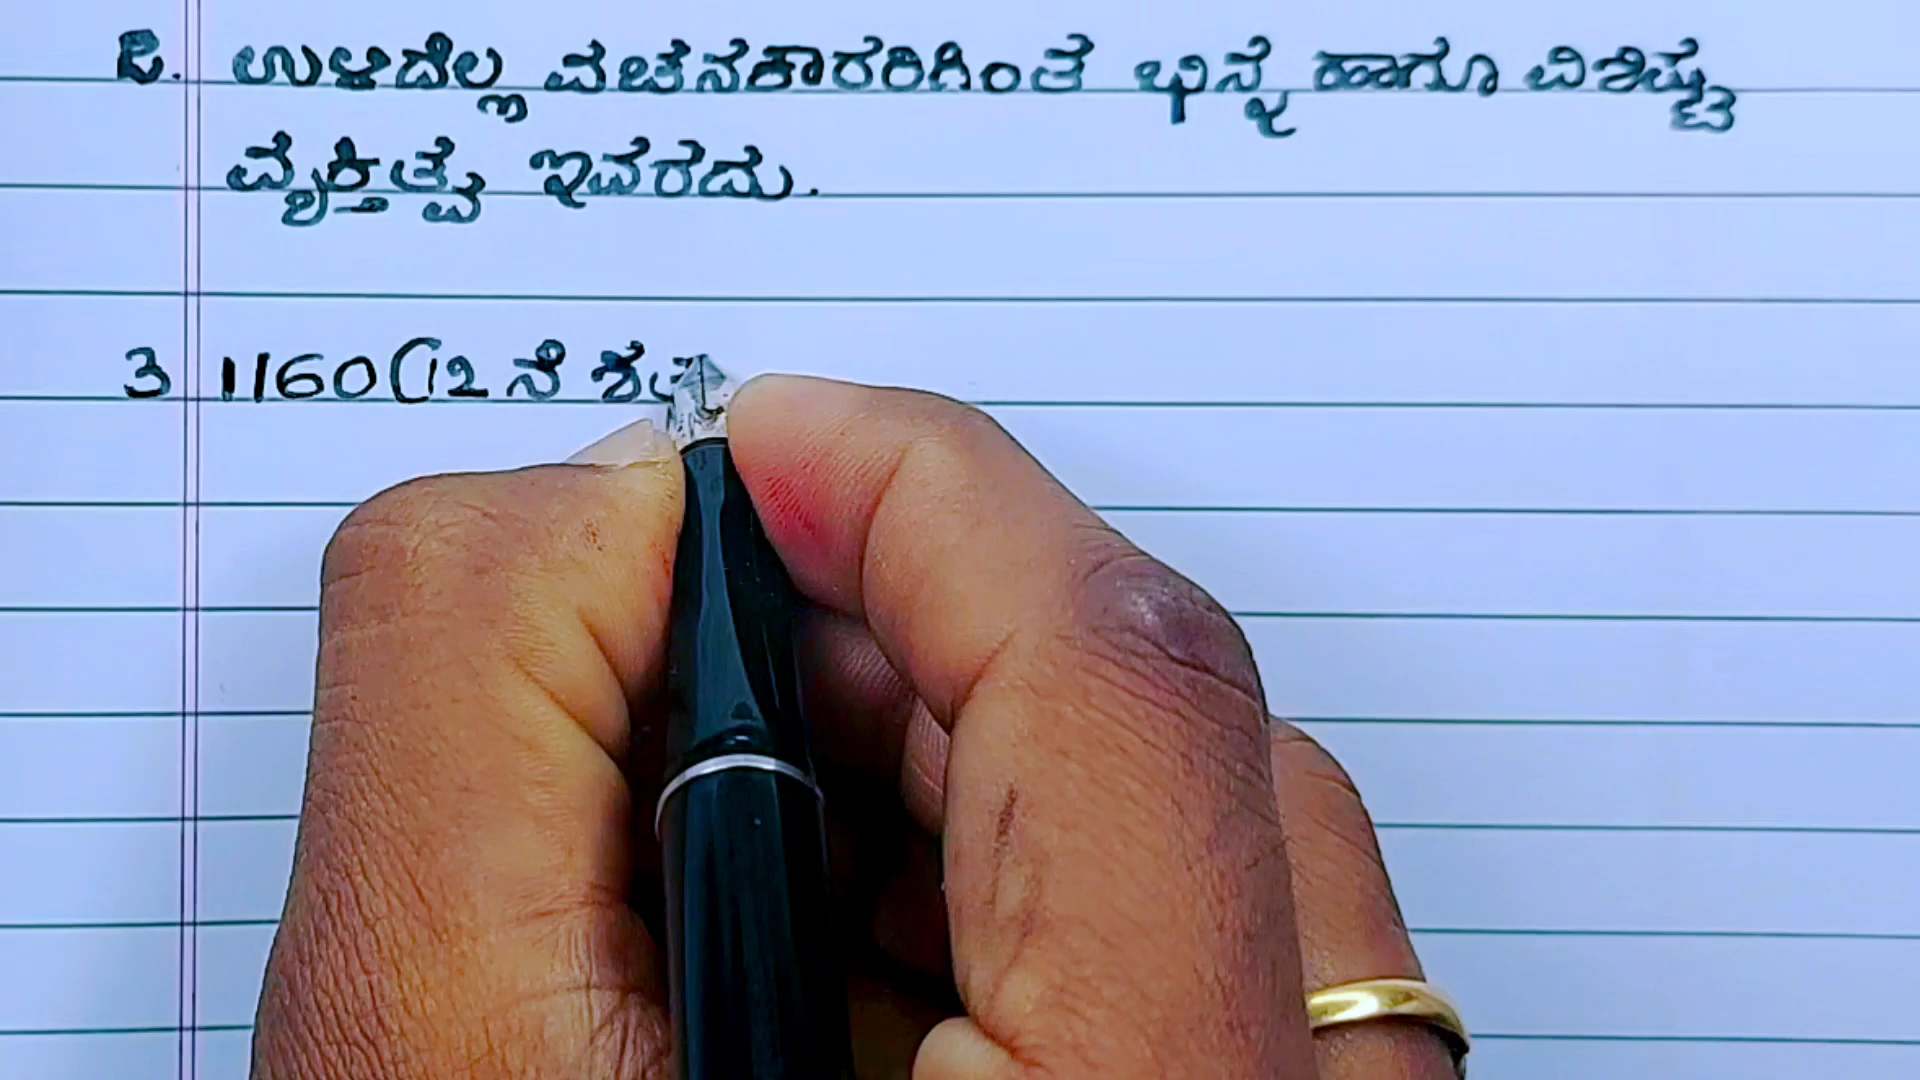 ೭. ಉಳಿದೆಲ್ಲ ವಚನಕಾರರಿಗಿಂತ ಭಿನ್ನ ಹಾಗೂ ವಿಶಿಷ್ಟ
ವ್ಯಕ್ತಿತ್ವ ಇವರದು.
3 1160(12 ನೆ